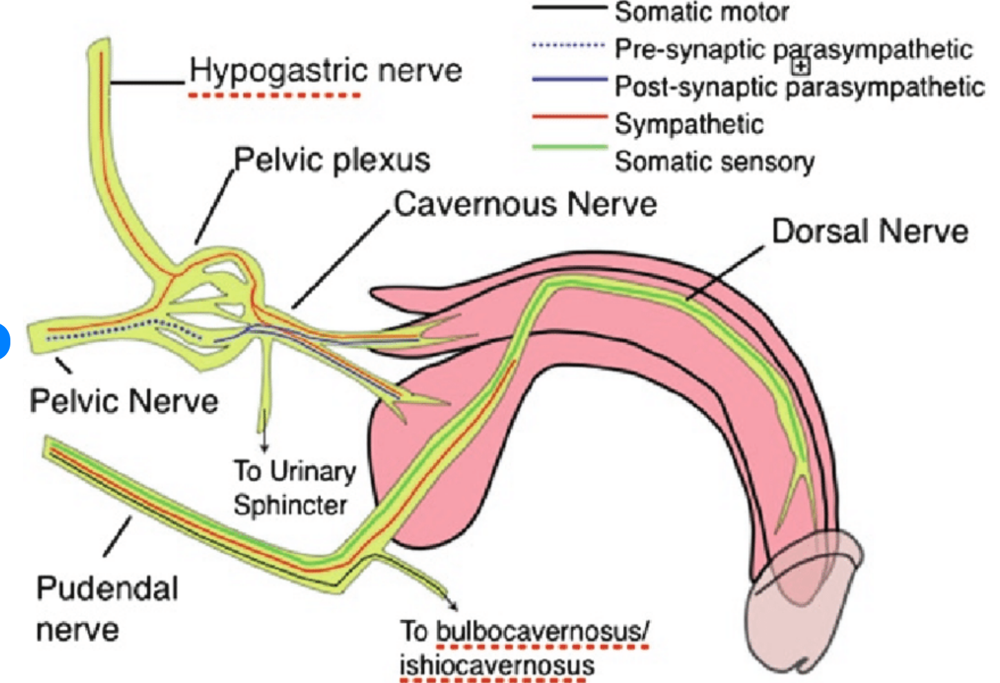 Somatic motor
Pre-synaptic parasympathetic
Post-synaptic parasympathetic
Sympathetic
Somatic sensory
Hypogastric nerve
Pelvic plexus
Cavernous Nerve
Dorsal Nerve
Pelvic Nerve
To Urinary
Sphincter
Pudendal
nerve
To bulbocavernosus/
ishiocavernosus